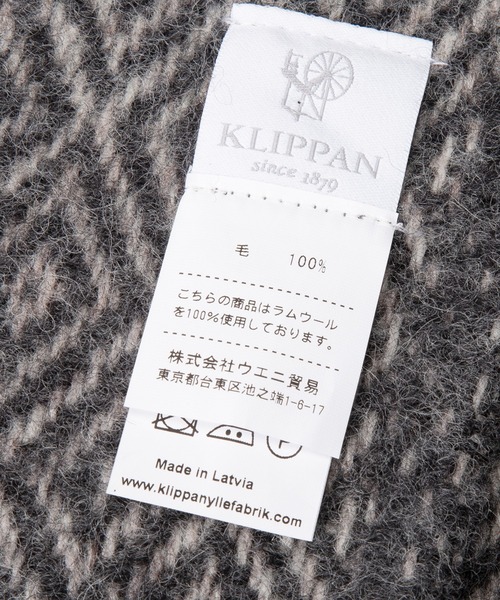 KLIPPAN
since 1879
毛 100%
こちらの商品はラムウール
を100%使用しております。
株式会社ウエニ貿易
東京都台東区池之端1-6-17
P
Made in Latvia
www.klippanyllefabrik.com